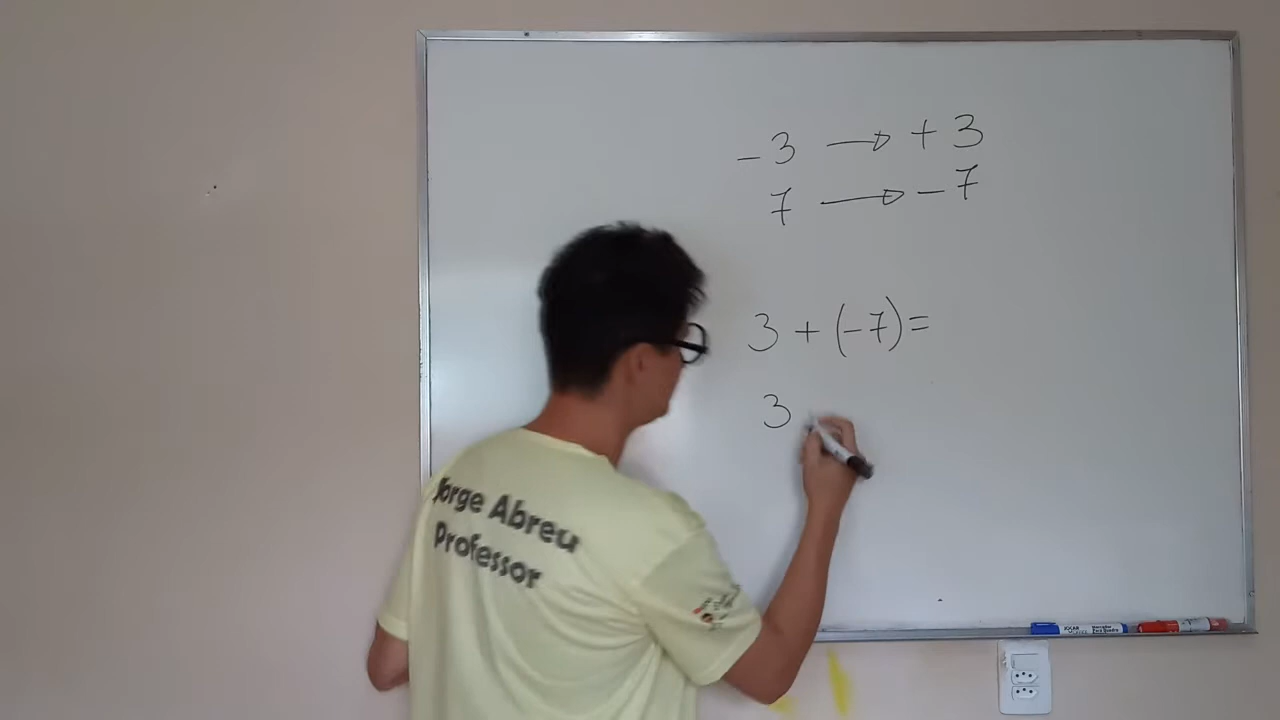 -3 → +3
7 → -7
3 + (-7) =
3
Jorge Abreu
Professor